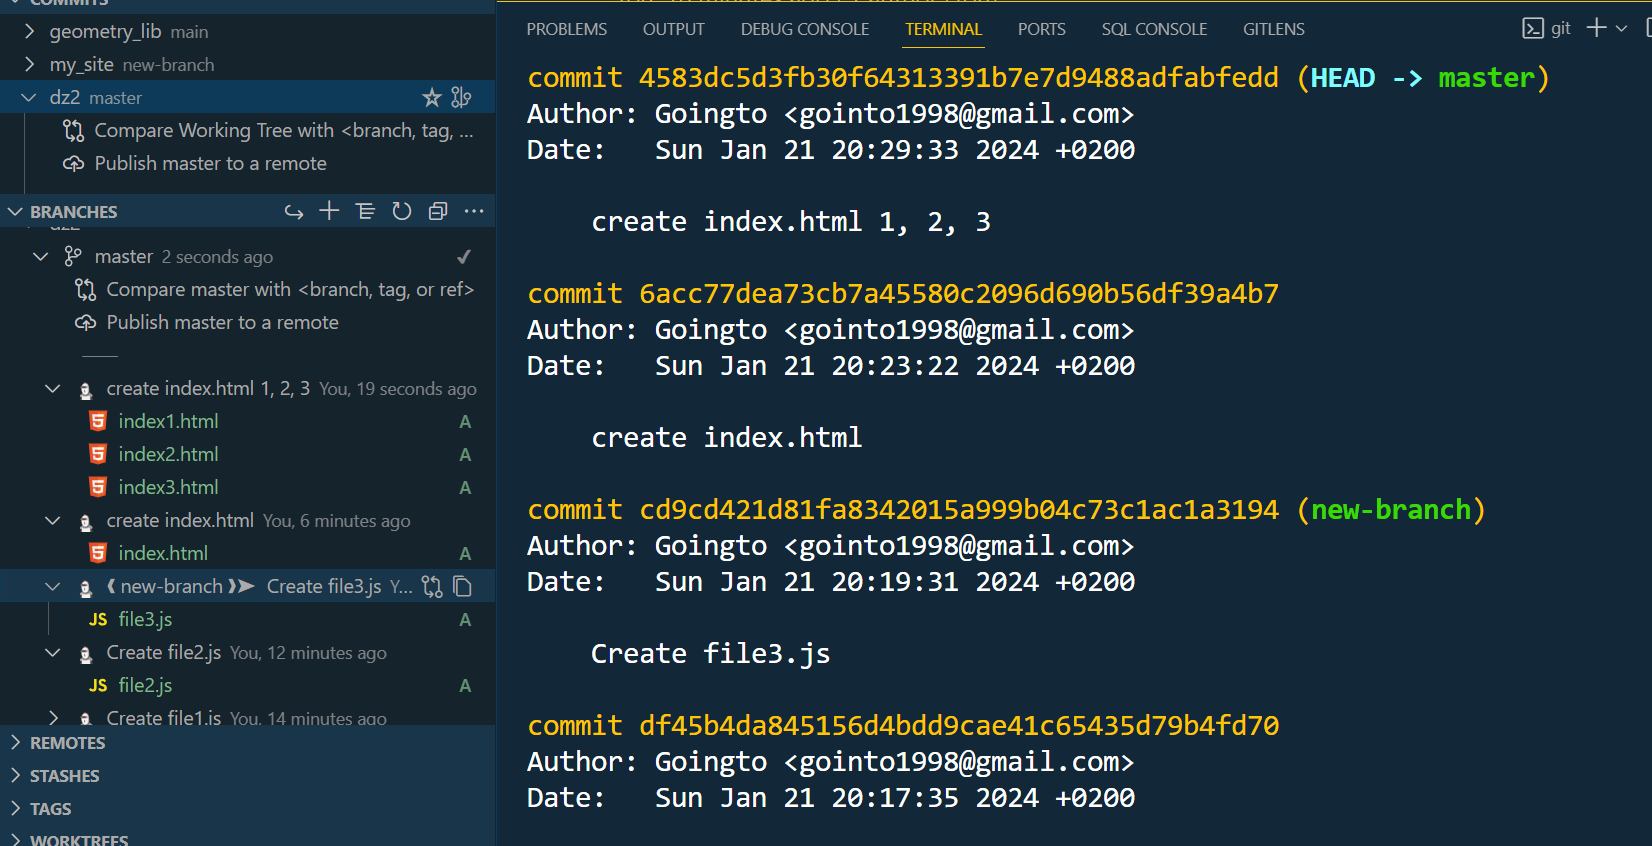 COMMITS
geometry_lib main
my_site new-branch
dz2 master
Compare Working Tree with <branch, tag, ...
Publish master to a remote
BRANCHES
dz2
master 2 seconds ago
Compare master with <branch, tag, or ref>
Publish master to a remote
create index.html 1, 2, 3 You, 19 seconds ago
index1.html A
index2.html A
index3.html A
create index.html You, 6 minutes ago
index.html A
❨ new-branch ❩➤ Create file3.js Y...
JS file3.js A
Create file2.js You, 12 minutes ago
JS file2.js A
Create file1.js You, 14 minutes ago
REMOTES
STASHES
TAGS
WORKTREES
PROBLEMS OUTPUT DEBUG CONSOLE TERMINAL PORTS SQL CONSOLE GITLENS git
commit 4583dc5d3fb30f64313391b7e7d9488adfabfedd (HEAD -> master)
Author: Goingto <gointo1998@gmail.com>
Date:   Sun Jan 21 20:29:33 2024 +0200
create index.html 1, 2, 3
commit 6acc77dea73cb7a45580c2096d690b56df39a4b7
Author: Goingto <gointo1998@gmail.com>
Date:   Sun Jan 21 20:23:22 2024 +0200
create index.html
commit cd9cd421d81fa8342015a999b04c73c1ac1a3194 (new-branch)
Author: Goingto <gointo1998@gmail.com>
Date:   Sun Jan 21 20:19:31 2024 +0200
Create file3.js
commit df45b4da845156d4bdd9cae41c65435d79b4fd70
Author: Goingto <gointo1998@gmail.com>
Date:   Sun Jan 21 20:17:35 2024 +0200